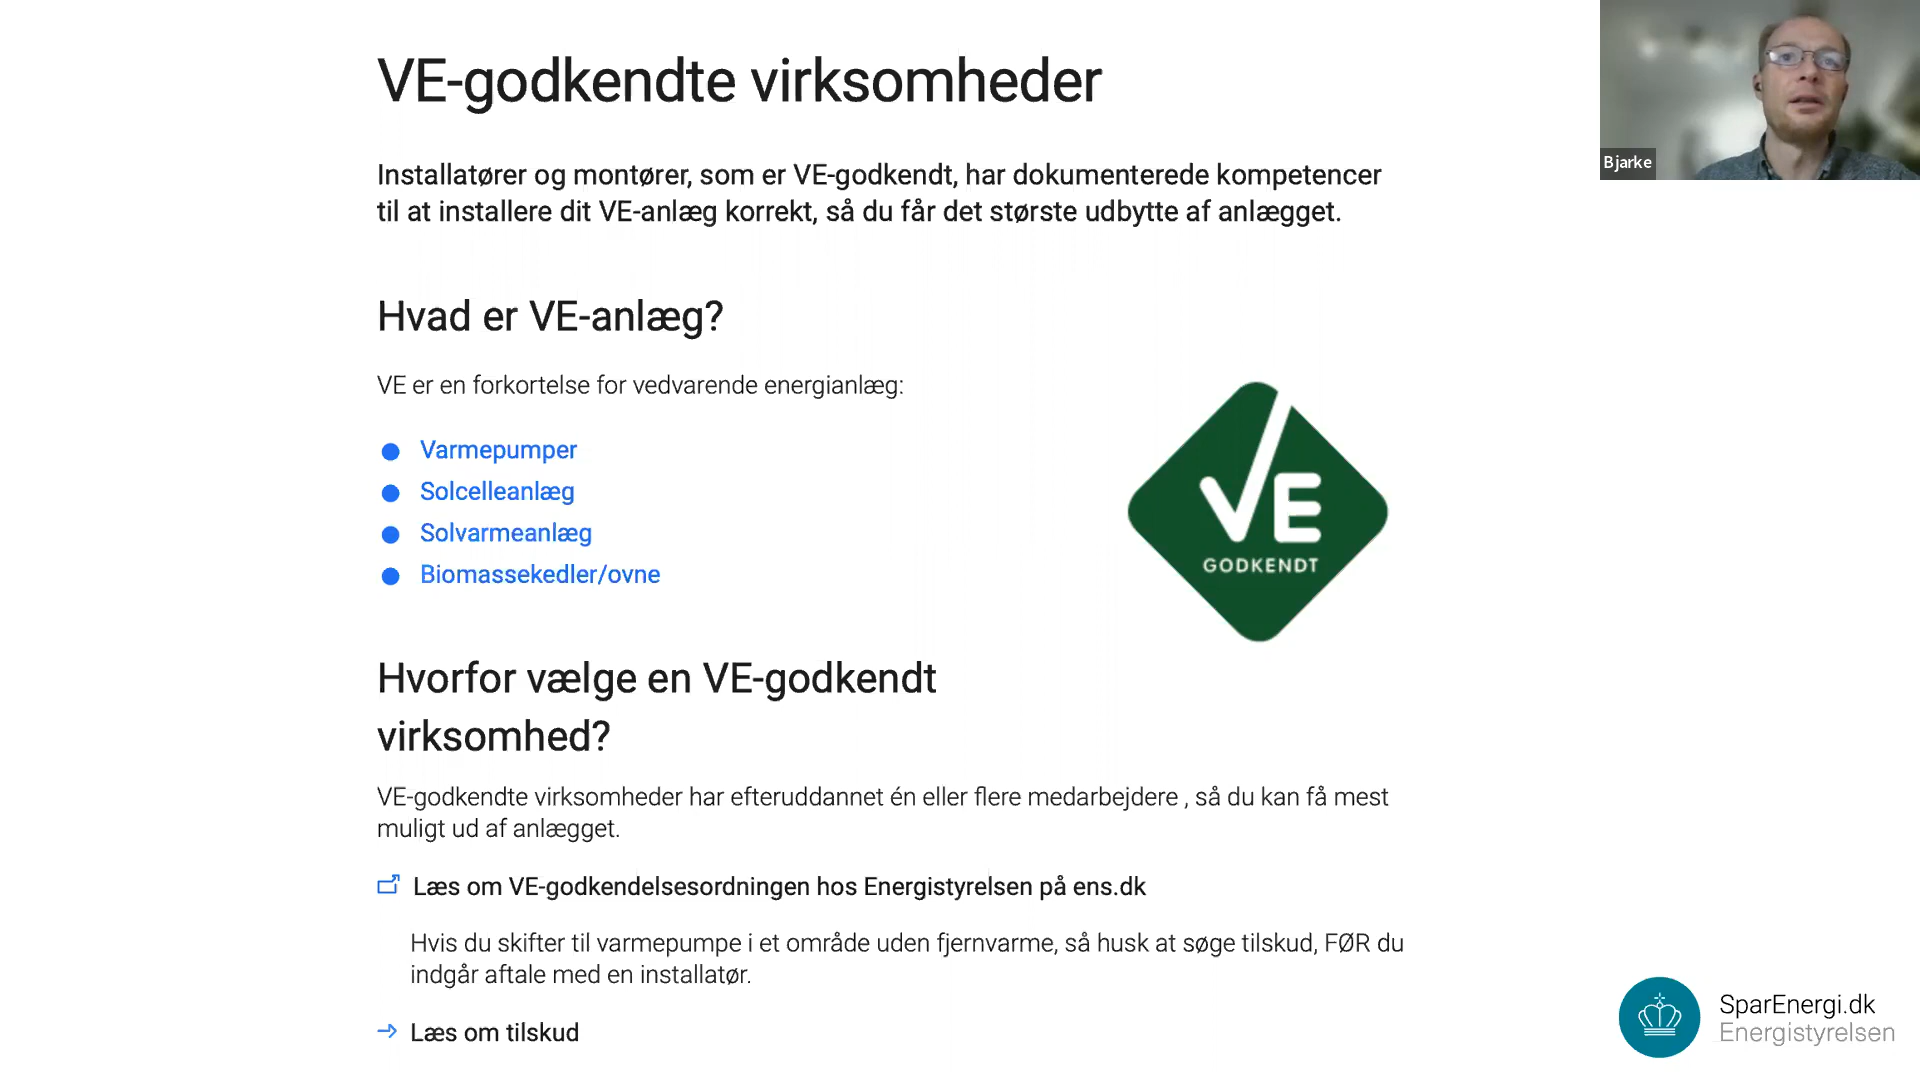 VE-godkendte virksomheder
Bjarke
Installatører og montører, som er VE-godkendt, har dokumenterede kompetencer
til at installere dit VE-anlæg korrekt, så du får det største udbytte af anlægget.
Hvad er VE-anlæg?
VE er en forkortelse for vedvarende energianlæg:
Varmepumper
Solcelleanlæg
Solvarmeanlæg
Biomassekedler/ovne
VE
GODKENDT
Hvorfor vælge en VE-godkendt
virksomhed?
VE-godkendte virksomheder har efteruddannet én eller flere medarbejdere , så du kan få mest
muligt ud af anlægget.
Læs om VE-godkendelsesordningen hos Energistyrelsen på ens.dk
Hvis du skifter til varmepumpe i et område uden fjernvarme, så husk at søge tilskud, FØR du
indgår aftale med en installatør.
Læs om tilskud
SparEnergi.dk
Energistyrelsen